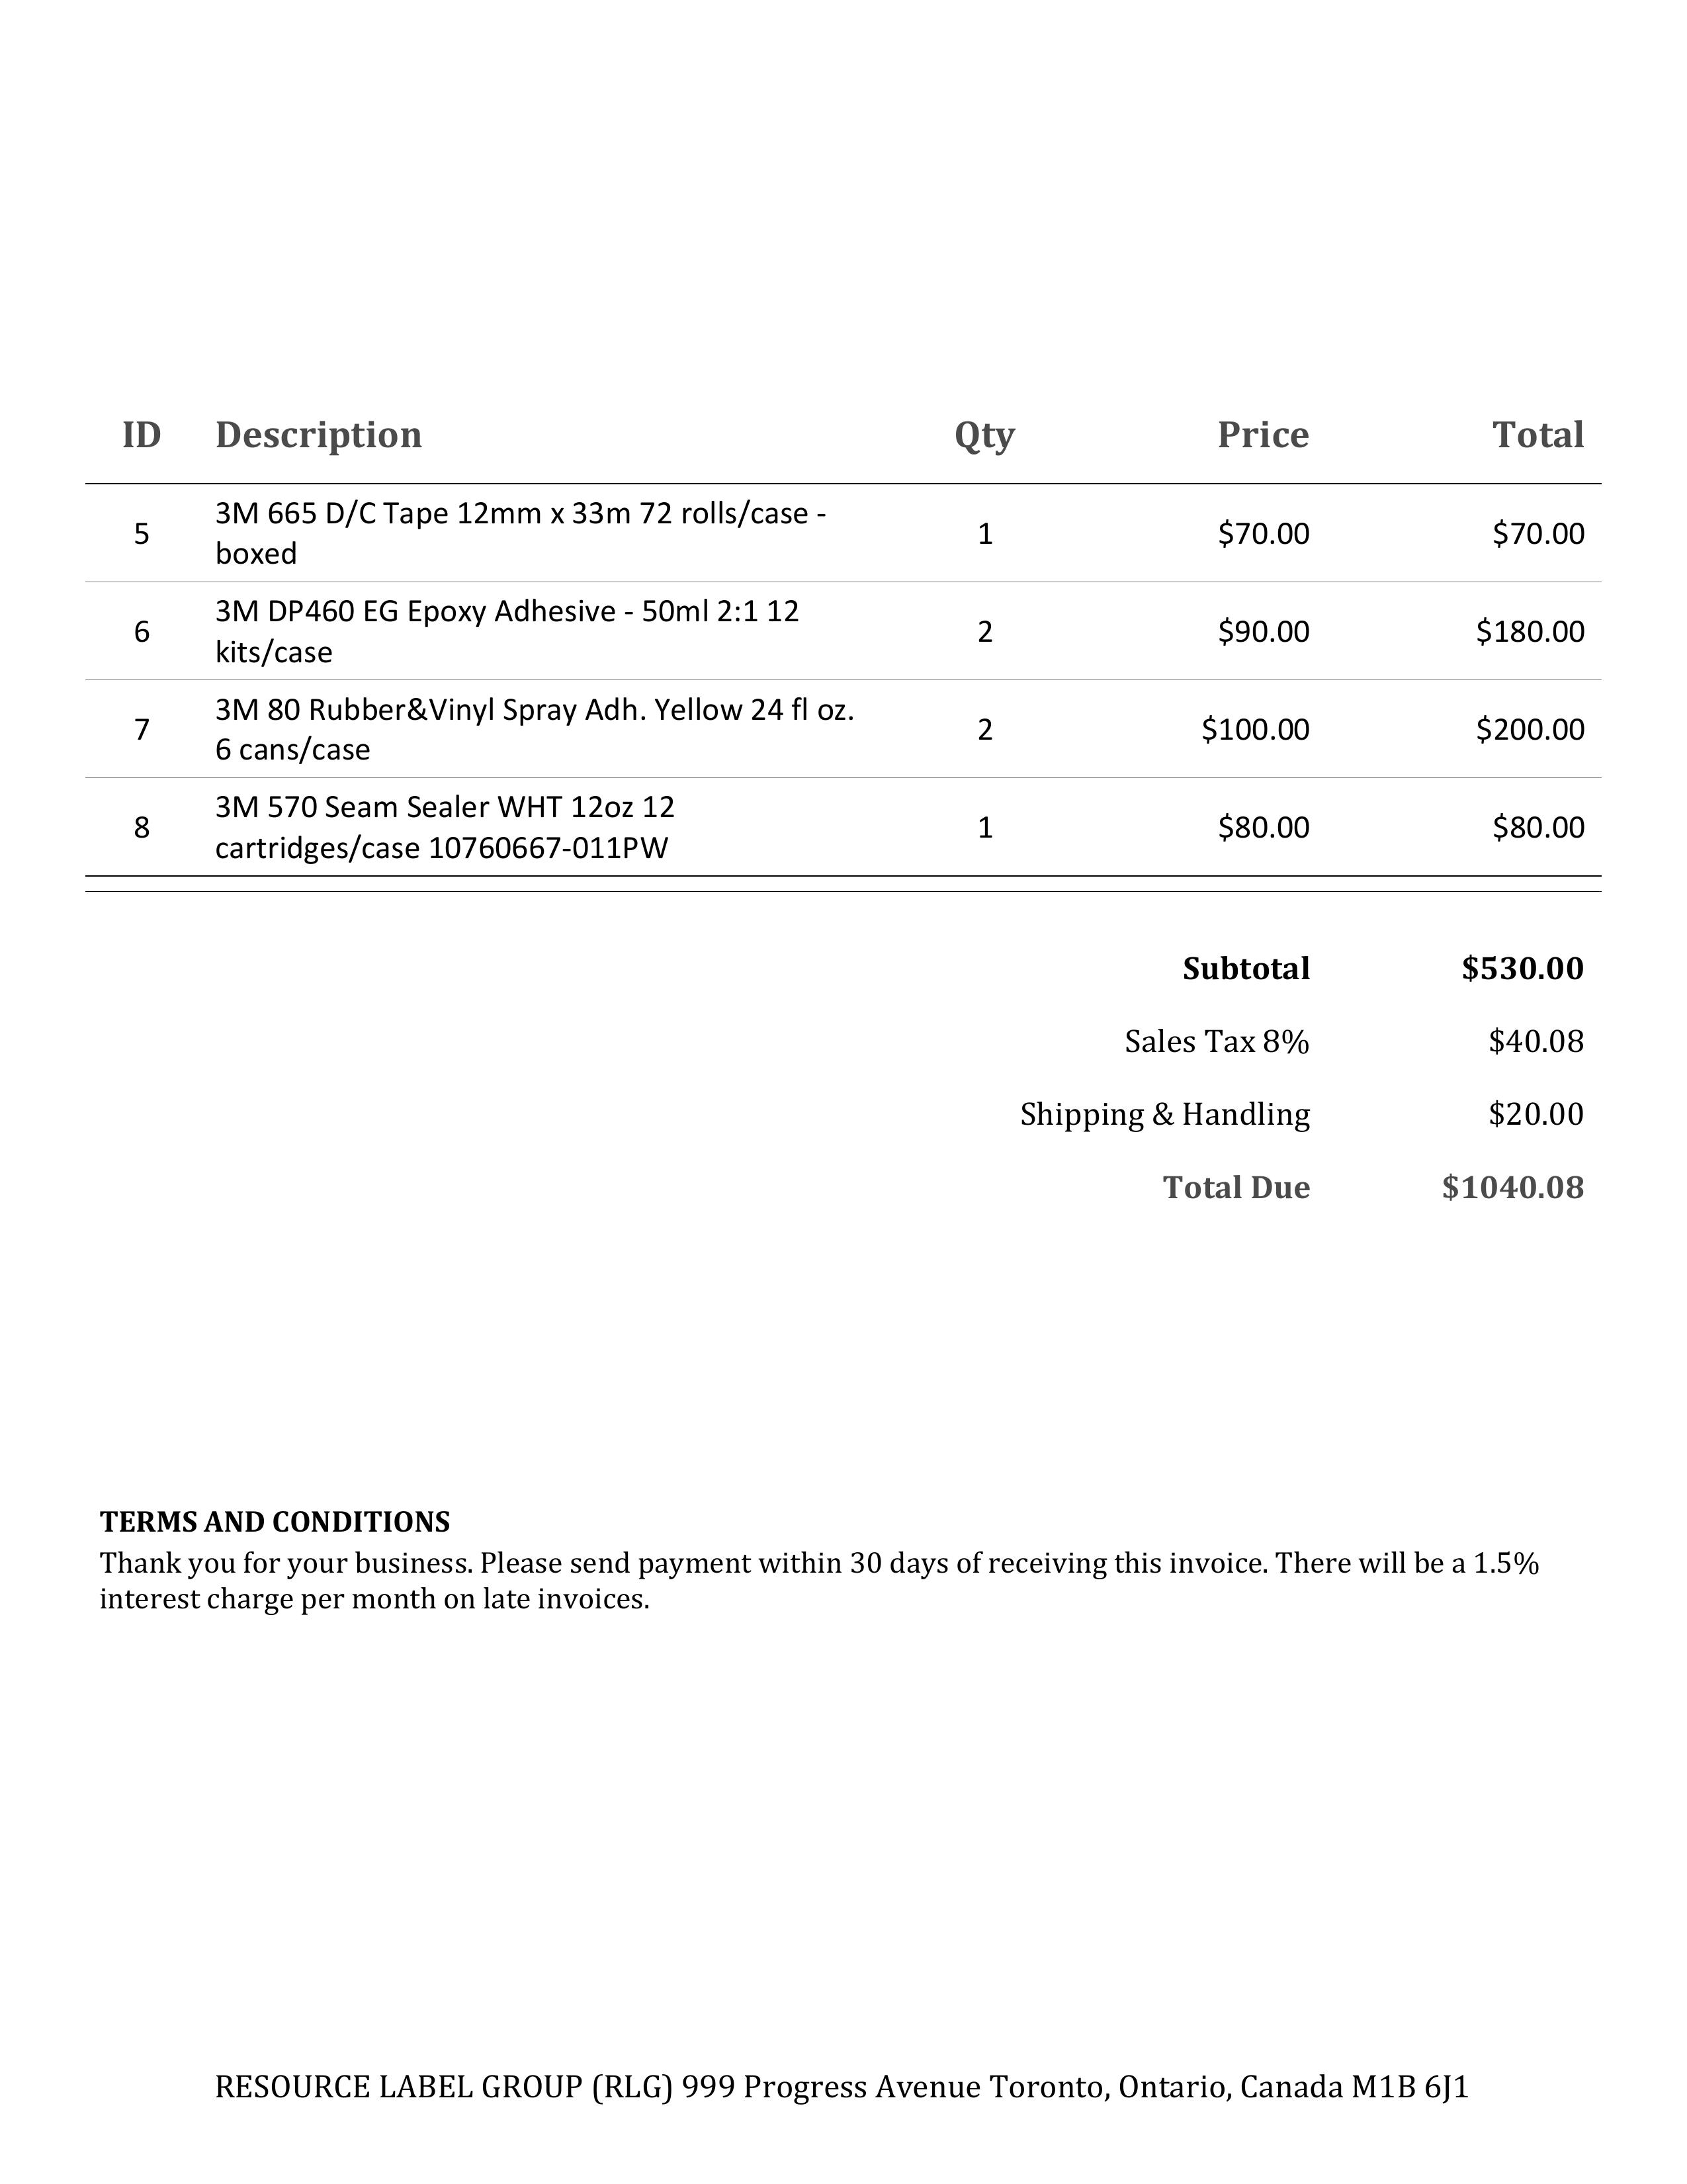 ID Description Qty Price Total
5 3M 665 D/C Tape 12mm x 33m 72 rolls/case - 1 $70.00 $70.00
boxed
6 3M DP460 EG Epoxy Adhesive - 50ml 2:1 12 2 $90.00 $180.00
kits/case
7 3M 80 Rubber&Vinyl Spray Adh. Yellow 24 fl oz. 2 $100.00 $200.00
6 cans/case
8 3M 570 Seam Sealer WHT 12oz 12 1 $80.00 $80.00
cartridges/case 10760667-011PW
Subtotal $530.00
Sales Tax 8% $40.08
Shipping & Handling $20.00
Total Due $1040.08
TERMS AND CONDITIONS
Thank you for your business. Please send payment within 30 days of receiving this invoice. There will be a 1.5%
interest charge per month on late invoices.
RESOURCE LABEL GROUP (RLG) 999 Progress Avenue Toronto, Ontario, Canada M1B 6J1